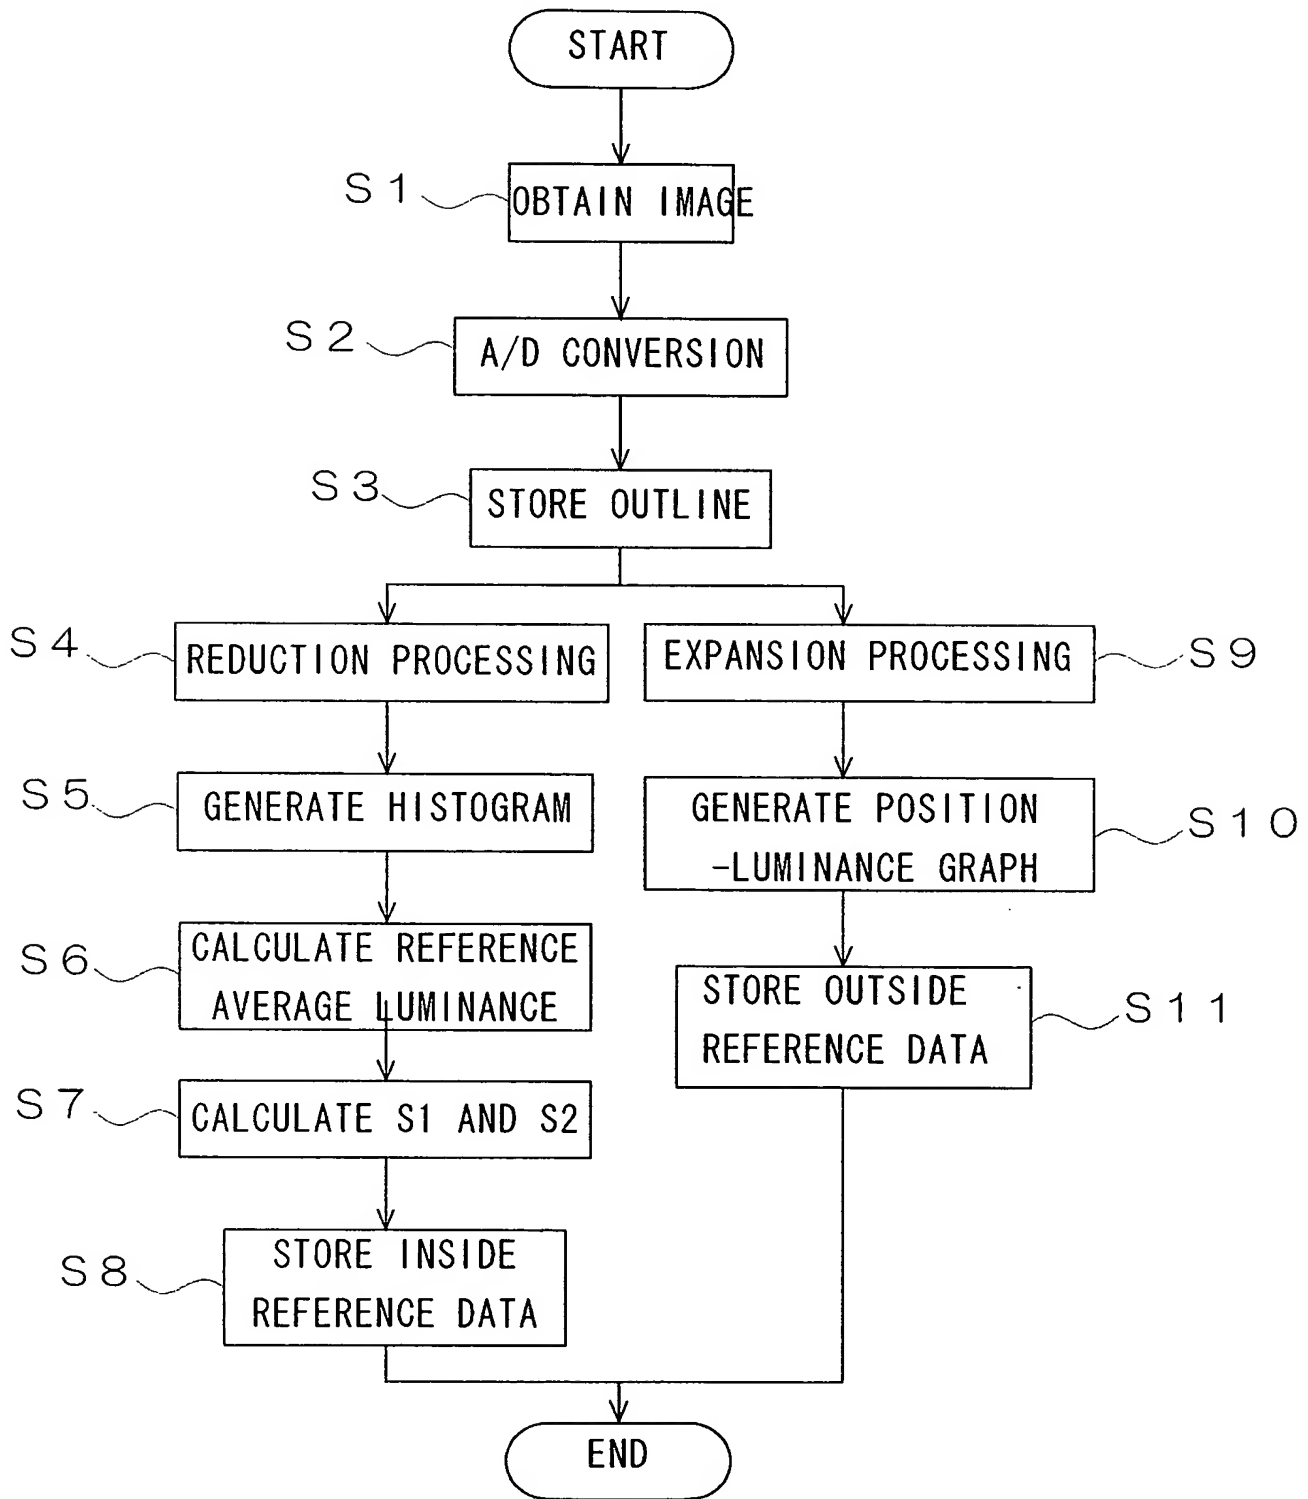 START
S1
OBTAIN IMAGE
S2
A/D CONVERSION
S3
STORE OUTLINE
S4
REDUCTION PROCESSING
EXPANSION PROCESSING
S9
S5
GENERATE HISTOGRAM
GENERATE POSITION
-LUMINANCE GRAPH
S10
S6
CALCULATE REFERENCE
AVERAGE LUMINANCE
STORE OUTSIDE
REFERENCE DATA
S11
S7
CALCULATE S1 AND S2
S8
STORE INSIDE
REFERENCE DATA
END